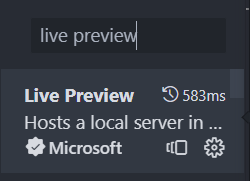 live preview
Live Preview 583ms
Hosts a local server in ...
Microsoft